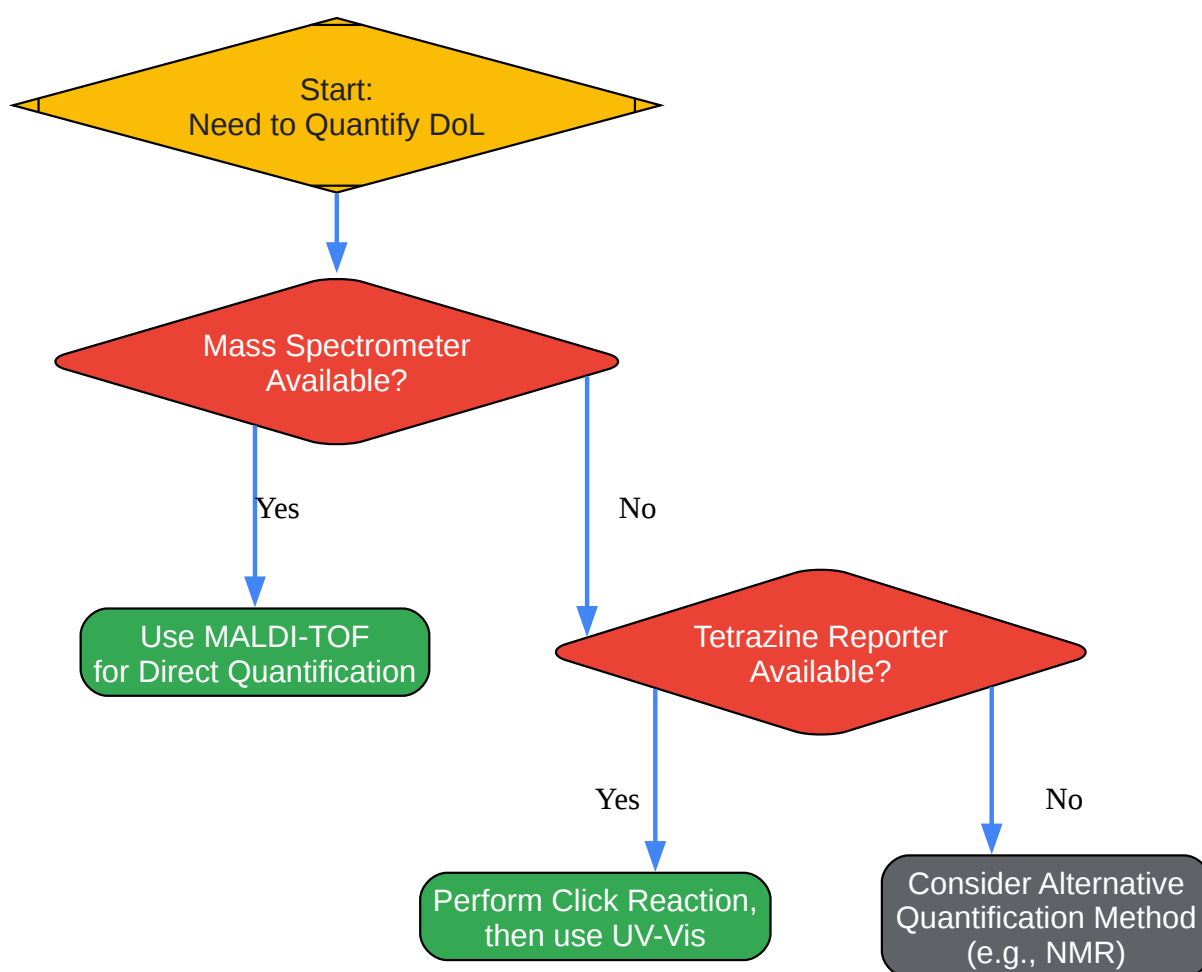 Start:
Need to Quantify DoL
Mass Spectrometer
Available?
Yes
No
Use MALDI-TOF
for Direct Quantification
Tetrazine Reporter
Available?
Yes
No
Perform Click Reaction,
then use UV-Vis
Consider Alternative
Quantification Method
(e.g., NMR)